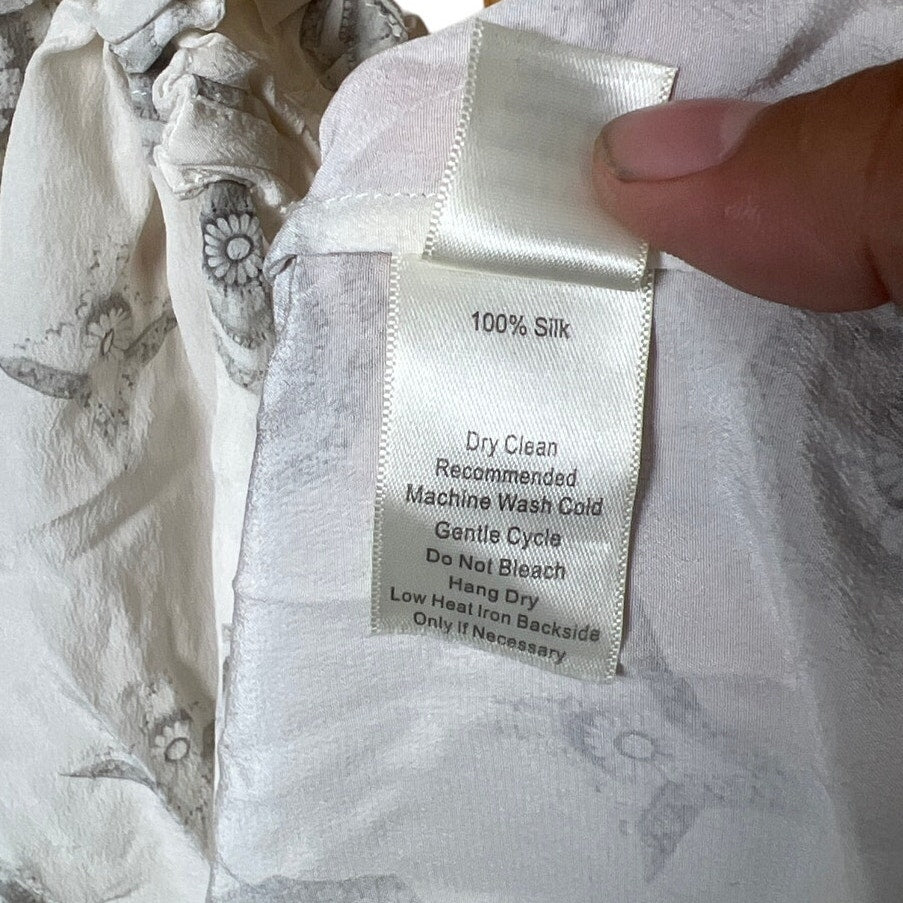 100% Silk
Dry Clean
Recommended
Machine Wash Cold
Gentle Cycle
Do Not Bleach
Hang Dry
Low Heat Iron Backside
Only If Necessary